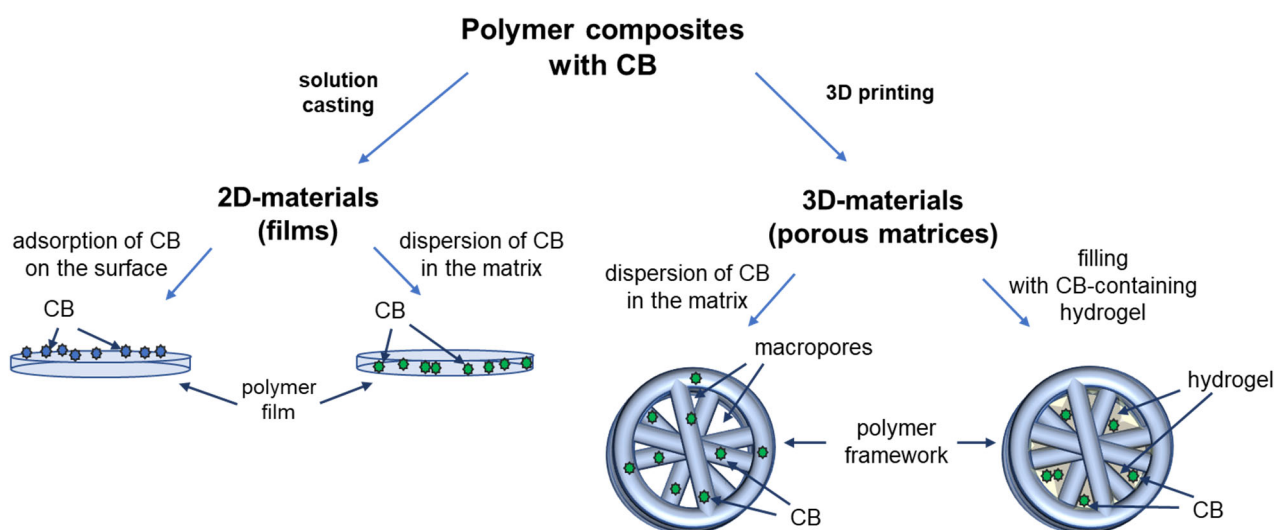 Polymer composites
with CB
solution
casting
3D printing
2D-materials
(films)
3D-materials
(porous matrices)
adsorption of CB
on the surface
dispersion of CB
in the matrix
dispersion of CB
in the matrix
filling
with CB-containing
hydrogel
CB
CB
polymer
film
macropores
hydrogel
polymer
framework
CB
CB